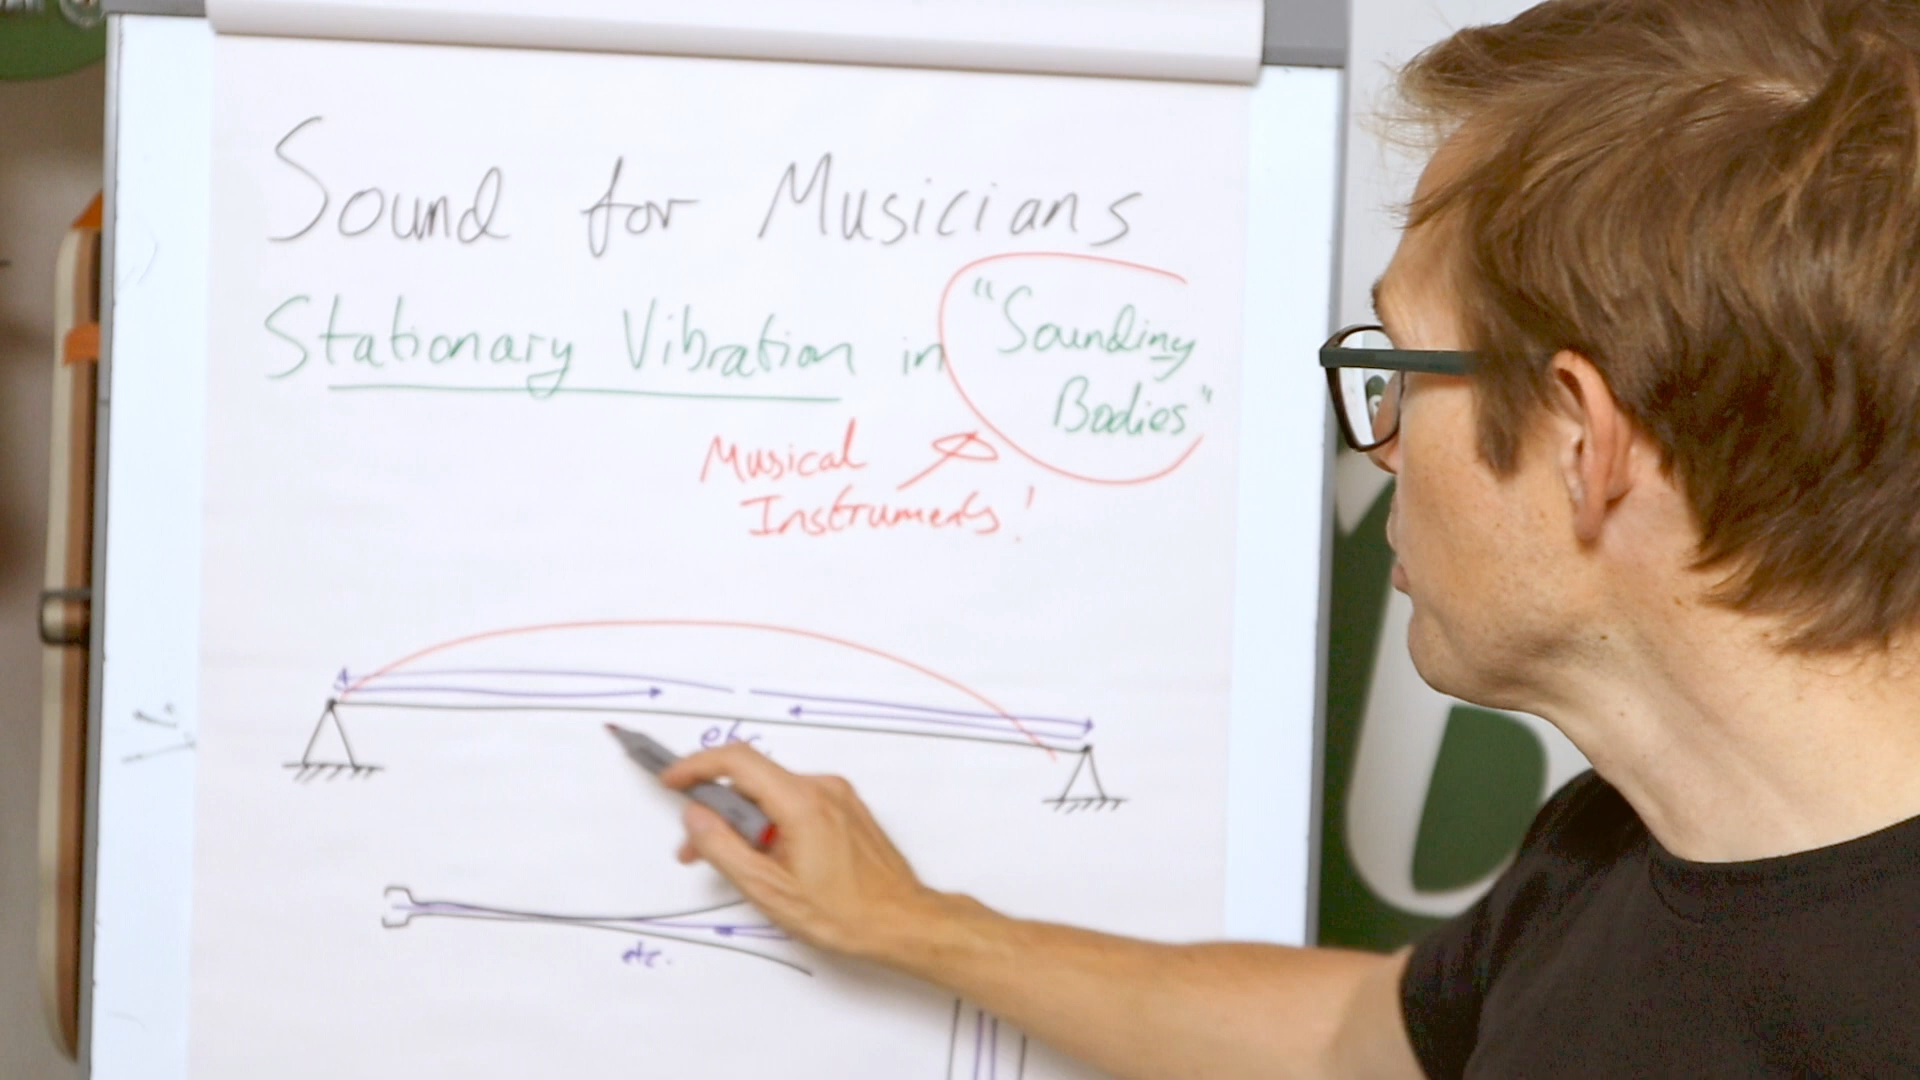 Sound for Musicians
Stationary Vibration in "Sounding
Bodies"
Musical
Instruments!
etc.
etc.